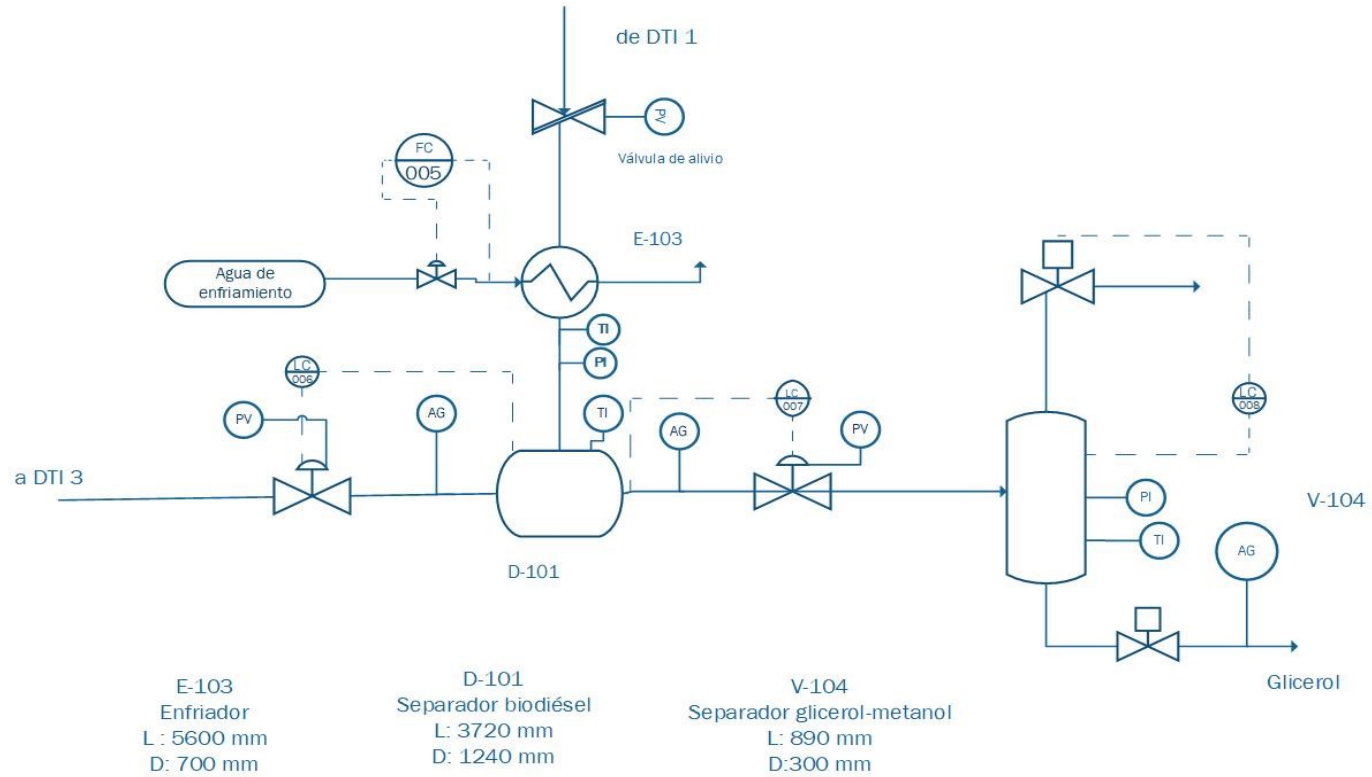 de DTI 1
PV
Válvula de alivio
FC
005
E-103
Agua de
enfriamiento
TI
PI
LC
006
PV
AG
TI
AG
LC
007
PV
LC
008
a DTI 3
PI
TI
V-104
AG
D-101
Glicerol
E-103
Enfriador
L : 5600 mm
D: 700 mm
D-101
Separador biodiésel
L: 3720 mm
D: 1240 mm
V-104
Separador glicerol-metanol
L: 890 mm
D:300 mm